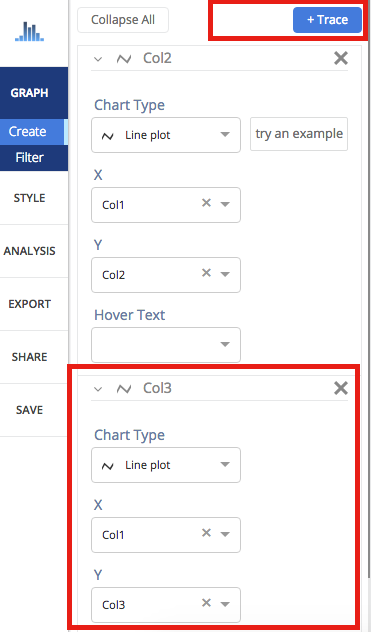 Collapse All
+ Trace
Col2
GRAPH
Chart Type
Create
Line plot
try an example
Filter
X
STYLE
Col1
Y
ANALYSIS
Col2
EXPORT
Hover Text
SHARE
Col3
SAVE
Chart Type
Line plot
X
Col1
Y
Col3